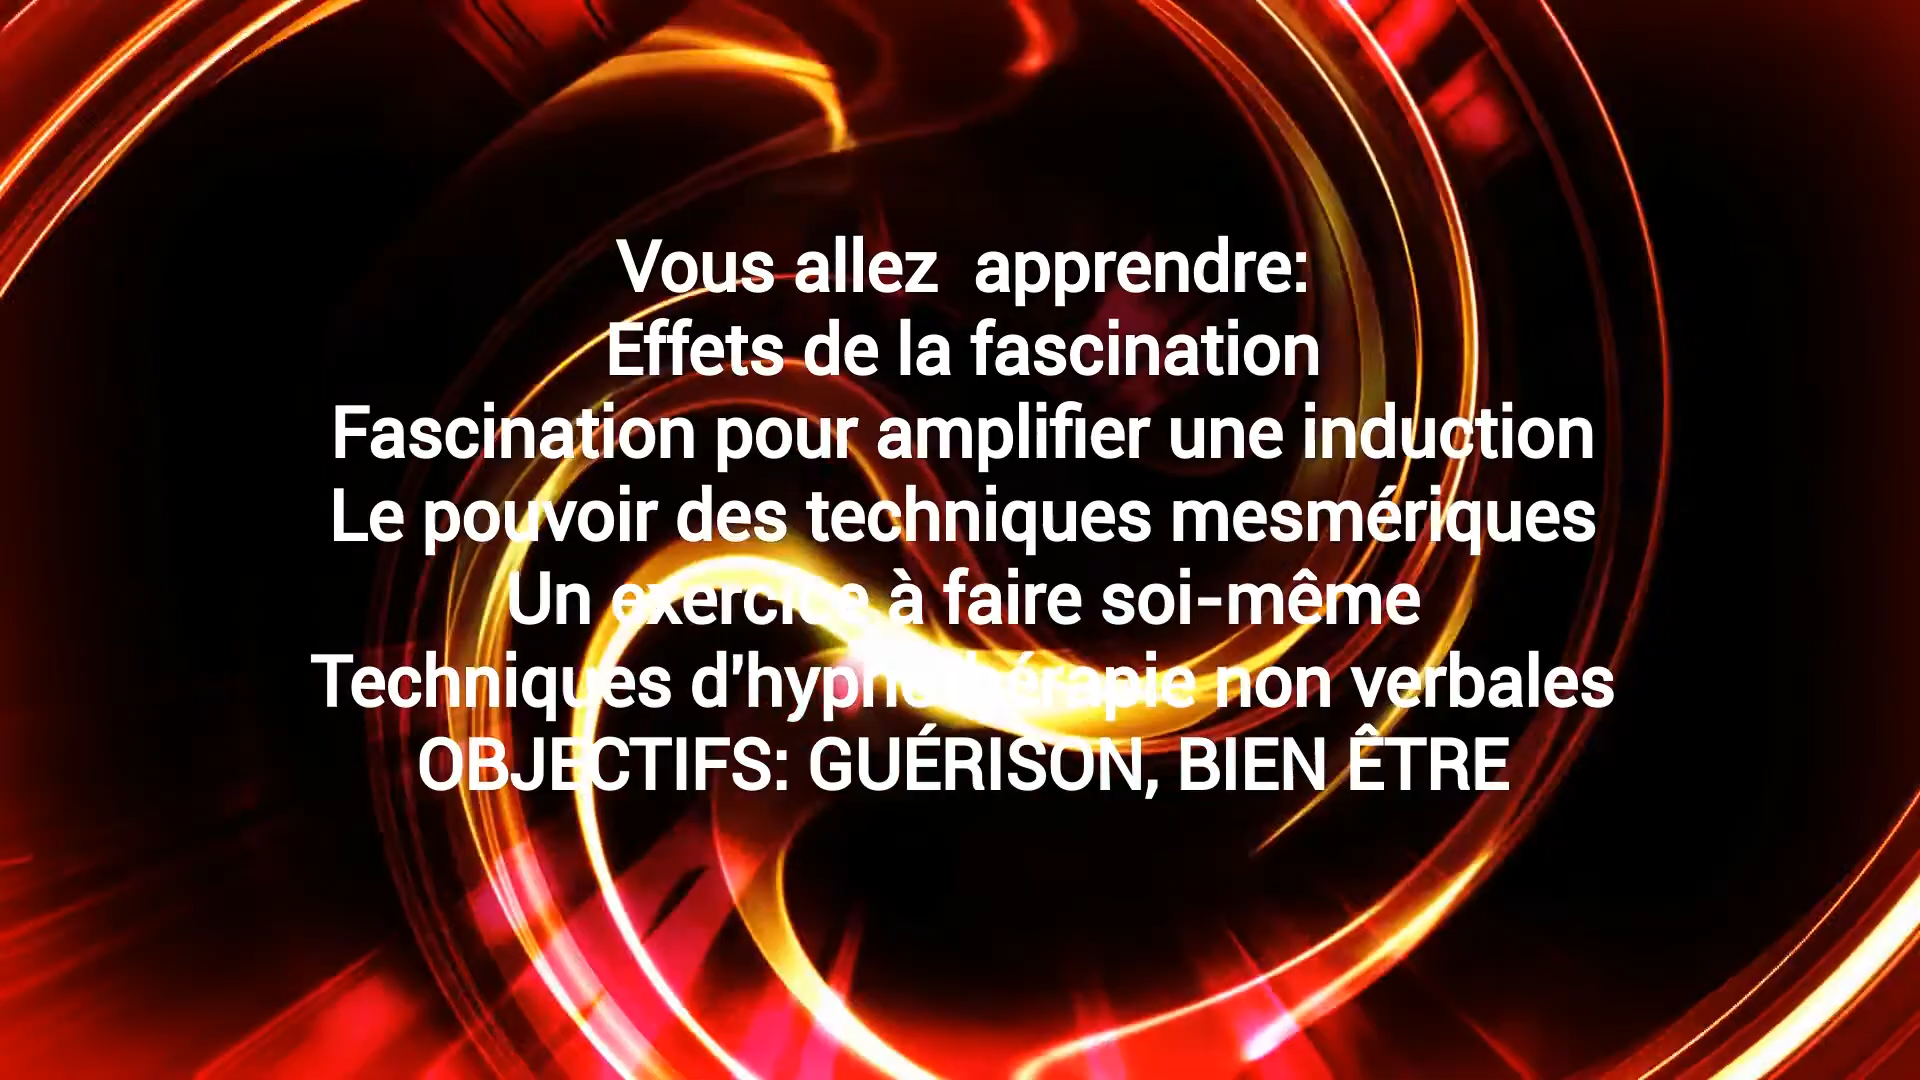 Vous allez  apprendre:
Effets de la fascination
Fascination pour amplifier une induction
Le pouvoir des techniques mesmériques
Un exercice à faire soi-même
Techniques d'hypnothérapie non verbales
OBJECTIFS: GUÉRISON, BIEN ÊTRE